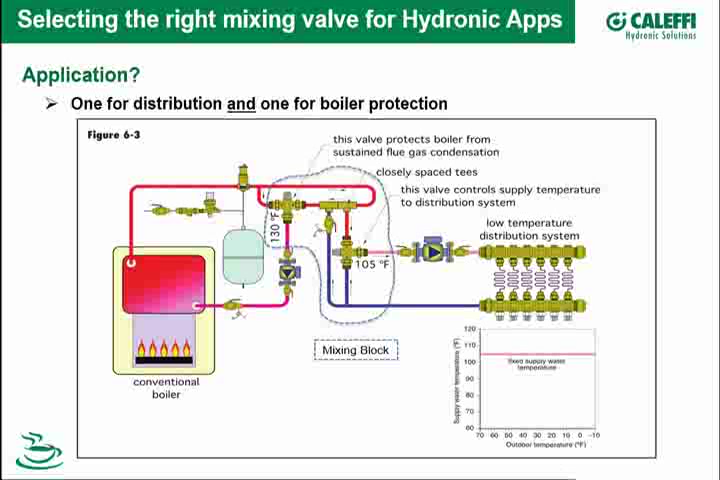 Selecting the right mixing valve for Hydronic Apps
CALEFFI
Hydronic Solutions
Application?
One for distribution and one for boiler protection
Figure 6-3
this valve protects boiler from
sustained flue gas condensation
closely spaced tees
this valve controls supply temperature
to distribution system
low temperature
distribution system
130 °F
105 °F
Mixing Block
conventional
boiler
Supply water temperature (°F)
120
110
100
90
80
70
60
fixed supply water
temperature
70 60 50 40 30 20 10 0 -10
Outdoor temperature (°F)